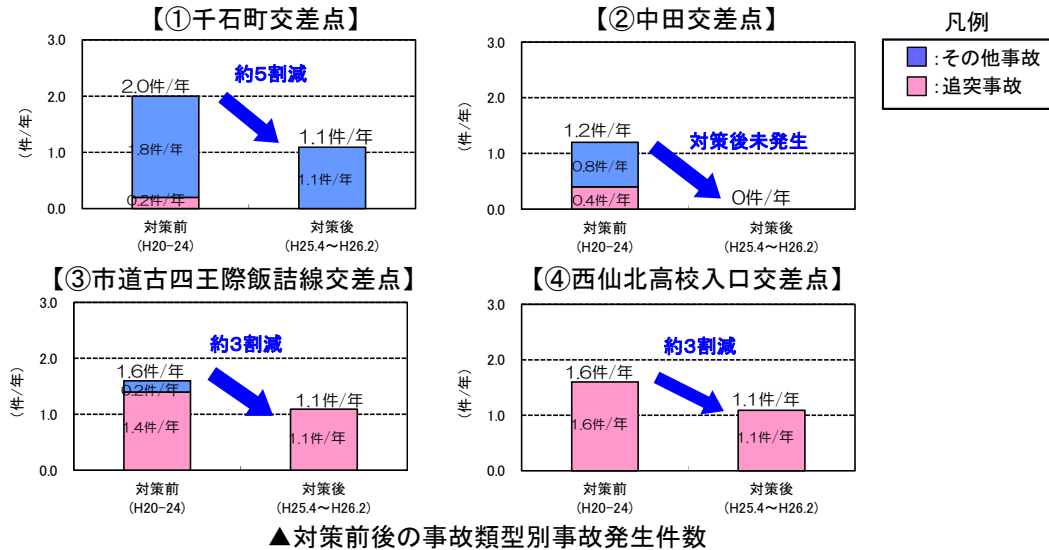 【①千石町交差点】
(件/年)
3.0
2.0
1.0
0.0
2.0件/年
1.8件/年
0.2件/年
約5割減
1.1件/年
1.1件/年
対策前
(H20-24)
対策後
(H25.4～H26.2)
【②中田交差点】
(件/年)
3.0
2.0
1.0
0.0
1.2件/年
0.8件/年
0.4件/年
対策後未発生
0件/年
対策前
(H20-24)
対策後
(H25.4～H26.2)
凡例
:その他事故
:追突事故
【③市道古四王際飯詰線交差点】
(件/年)
3.0
2.0
1.0
0.0
1.6件/年
0.2件/年
1.4件/年
約3割減
1.1件/年
1.1件/年
対策前
(H20-24)
対策後
(H25.4～H26.2)
【④西仙北高校入口交差点】
(件/年)
3.0
2.0
1.0
0.0
1.6件/年
1.6件/年
約3割減
1.1件/年
1.1件/年
対策前
(H20-24)
対策後
(H25.4～H26.2)
▲対策前後の事故類型別事故発生件数